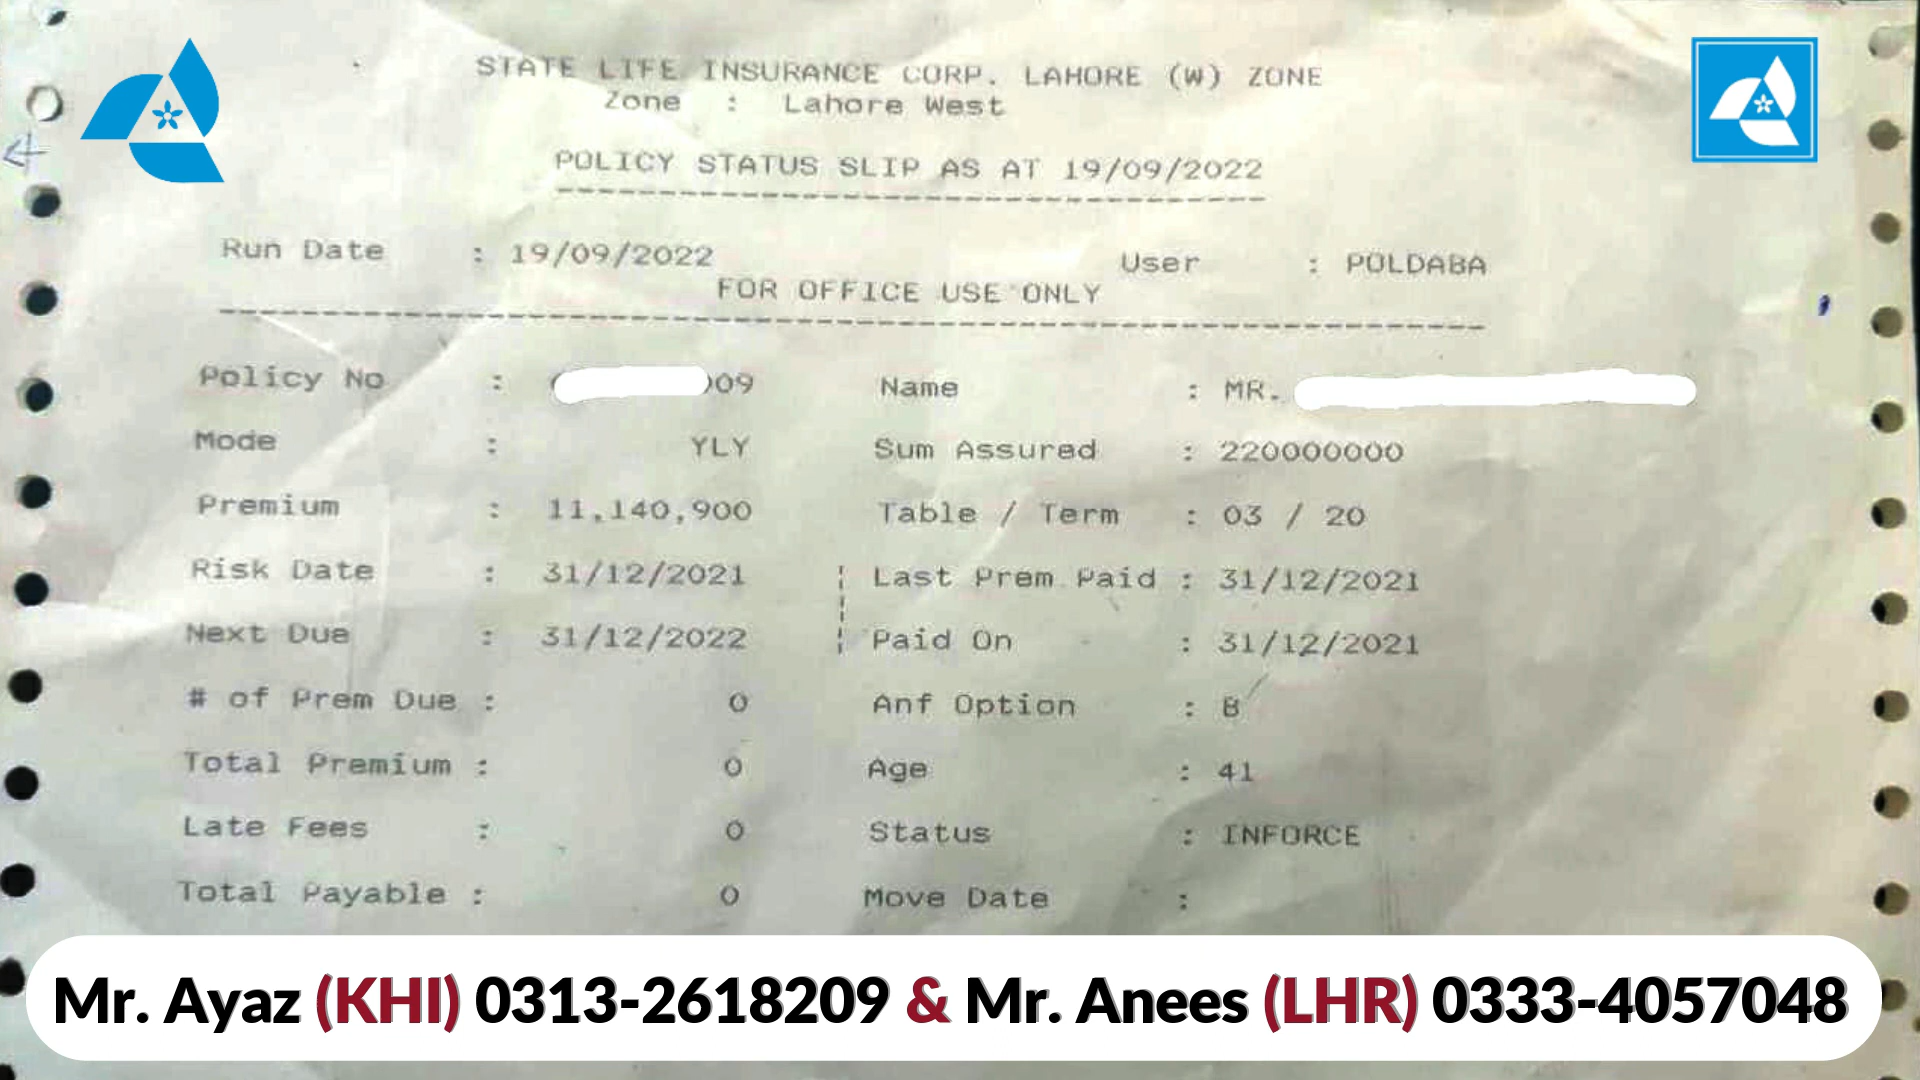 STATE LIFE INSURANCE CORP. LAHORE (W) ZONE
Zone : Lahore West
POLICY STATUS SLIP AS AT 19/09/2022
Run Date : 19/09/2022 User : POLDABA
FOR OFFICE USE ONLY
Policy No : 09 Name : MR.
Mode : YLY Sum Assured : 220000000
Premium : 11,140,900 Table / Term : 03 / 20
Risk Date : 31/12/2021 Last Prem Paid : 31/12/2021
Next Due : 31/12/2022 Paid On : 31/12/2021
# of Prem Due : 0 Anf Option : B
Total Premium : 0 Age : 41
Late Fees : 0 Status : INFORCE
Total Payable : 0 Move Date :
Mr. Ayaz (KHI) 0313-2618209 & Mr. Anees (LHR) 0333-4057048